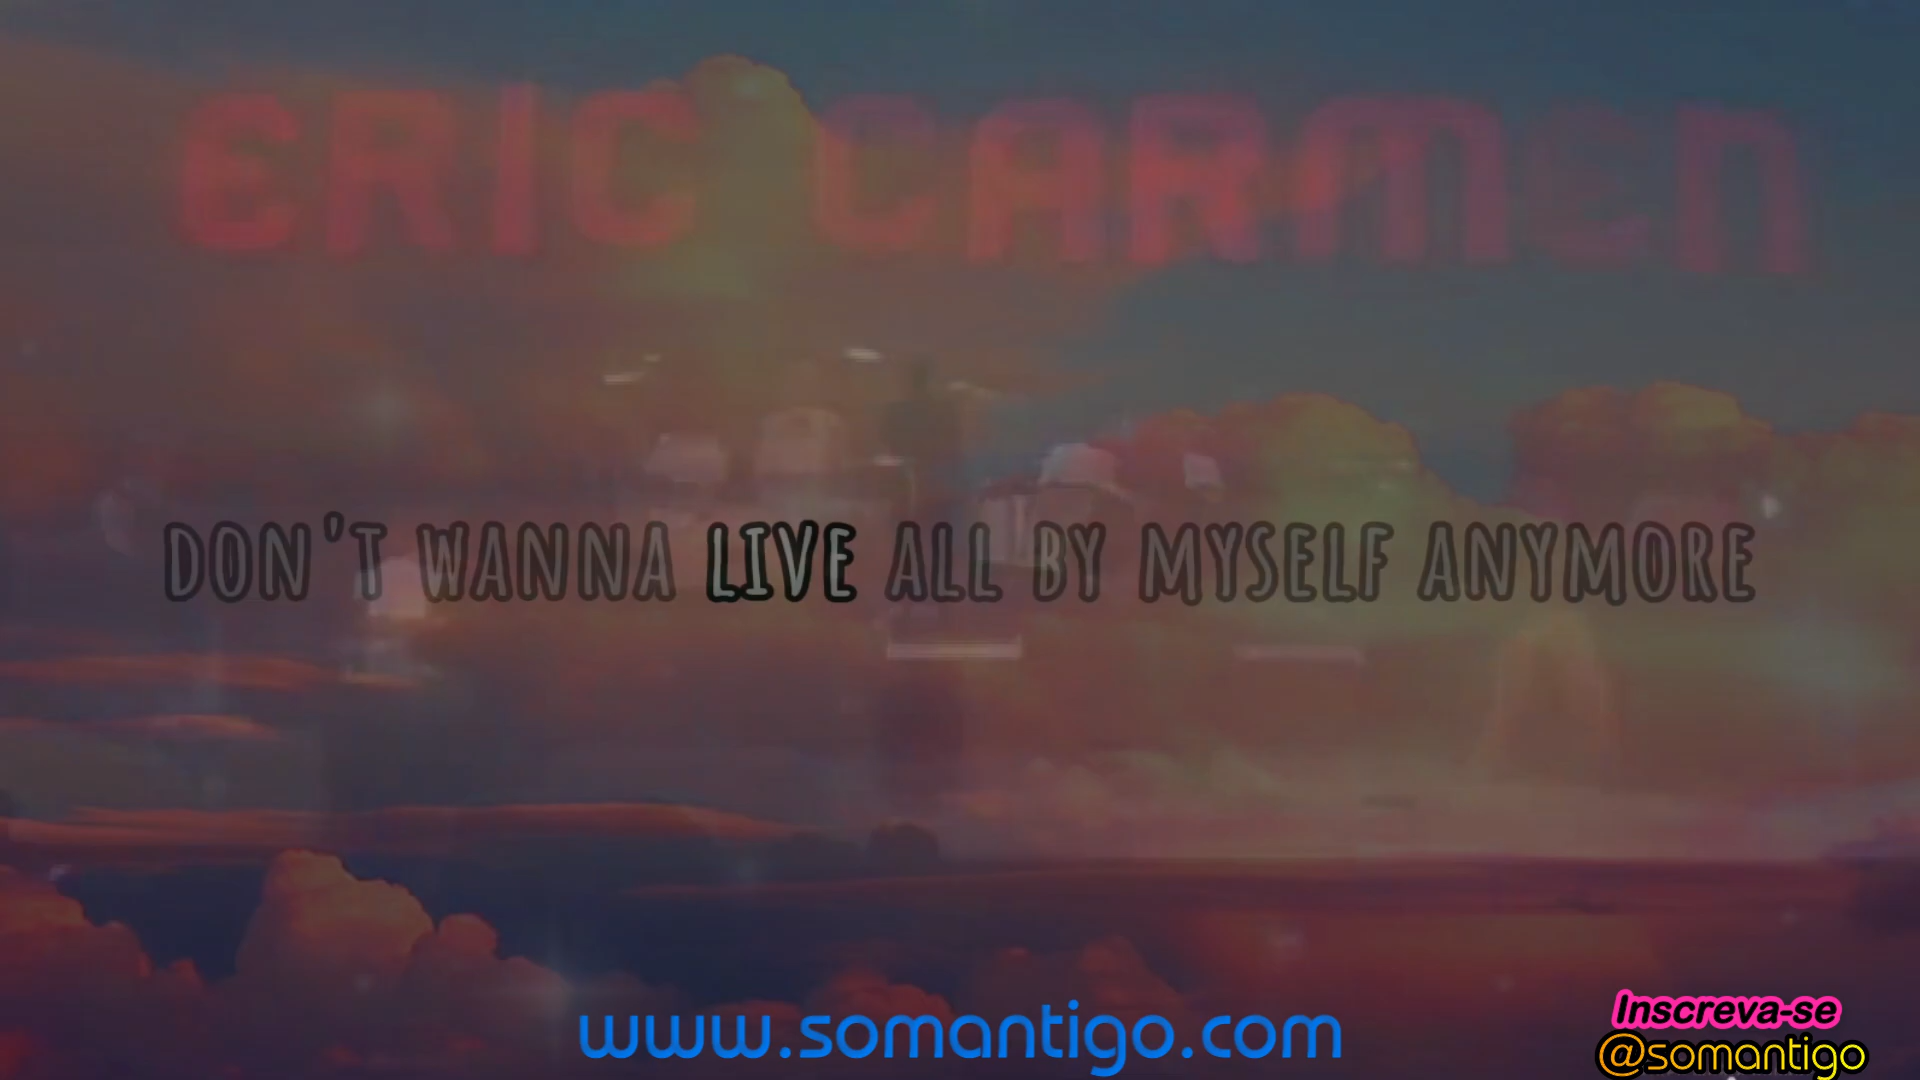 ERIC CARMEN
DON'T WANNA LIVE ALL BY MYSELF ANYMORE
www.somantigo.com
Inscreva-se
@somantigo